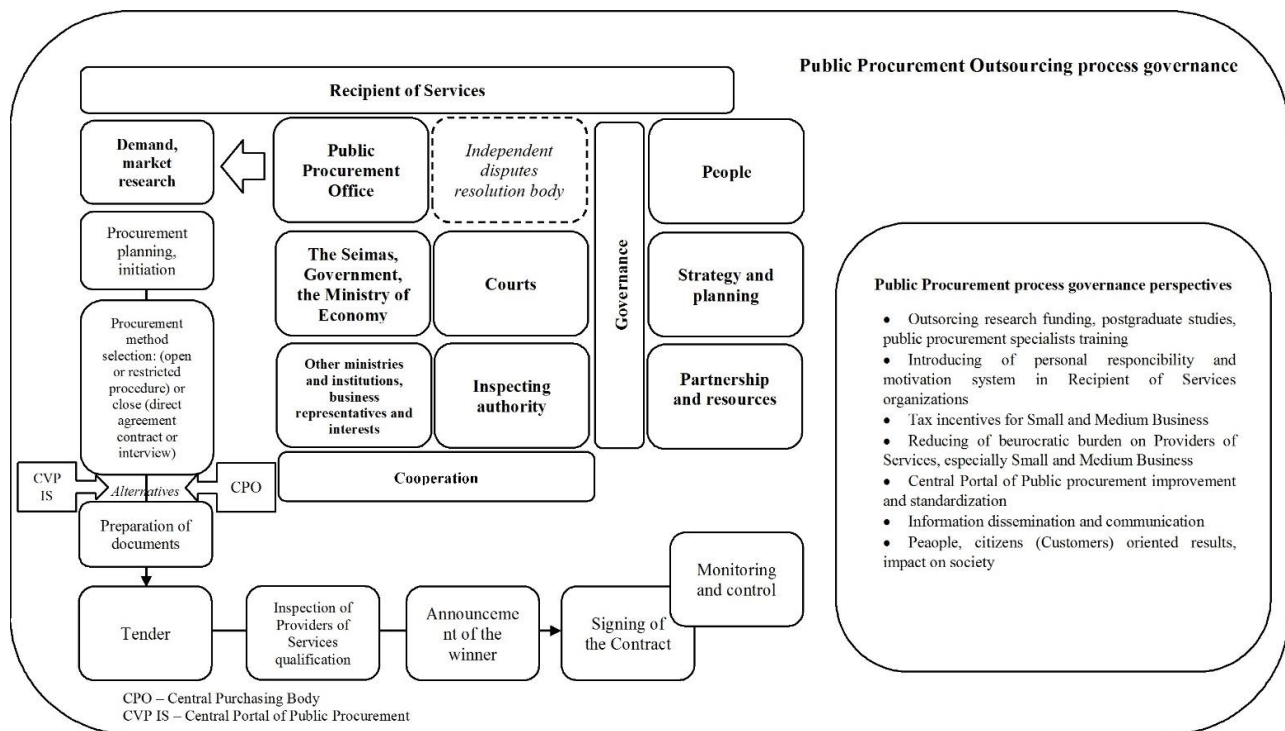 Public Procurement Outsourcing process governance
Recipient of Services
Demand,
market
research
Public
Procurement
Office
Independent
disputes
resolution body
People
Procurement
planning,
initiation
The Seimas,
Government,
the Ministry of
Economy
Courts
Governance
Strategy and
planning
Procurement
method
selection: (open
or restricted
procedure) or
close (direct
agreement
contract or
interview)
Other ministries
and institutions,
business
representatives and
interests
Inspecting
authority
Partnership
and resources
CVP
IS
Alternatives
CPO
Cooperation
Preparation of
documents
Tender
Inspection of
Providers of
Services
qualification
Announceme
nt of the
winner
Signing of
the Contract
Monitoring
and control
Public Procurement process governance perspectives
• Outsorcing research funding, postgraduate studies,
public procurement specialists training
• Introducing of personal responcibility and
motivation system in Recipient of Services
organizations
• Tax incentives for Small and Medium Business
• Reducing of beurocratic burden on Providers of
Services, especially Small and Medium Business
• Central Portal of Public procurement improvement
and standardization
• Information dissemination and communication
• Peaople, citizens (Customers) oriented results,
impact on society
CPO – Central Purchasing Body
CVP IS – Central Portal of Public Procurement